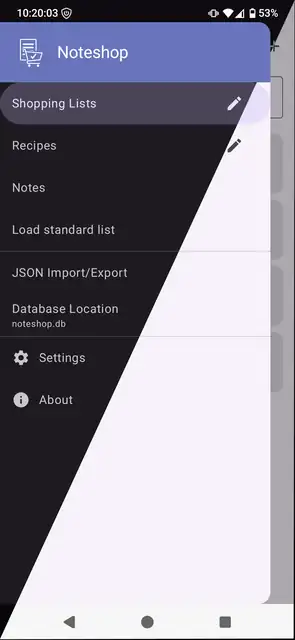 10:20:03 53%
Noteshop
Shopping Lists
Recipes
Notes
Load standard list
JSON Import/Export
Database Location
noteshop.db
Settings
About